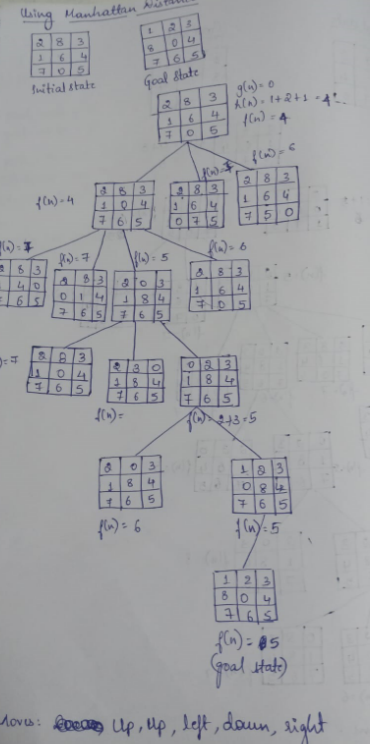 Using Manhattan Distance
2 8 3
1 6 4
7 0 5
Initial state
1 2 3
8 0 4
7 6 5
Goal State
2 8 3
1 6 4
7 0 5
g(n)=0
h(n)= 1+2+1 = 4
f(n)= 4
f(n)=4
2 8 3
1 0 4
7 6 5
2 8 3
1 6 4
0 7 5
f(n)=6
2 8 3
1 6 4
7 5 0
8 3
1 4 0
6 5
f(n)=7
2 8 3
0 1 4
7 6 5
f(n)=5
2 0 3
1 8 4
7 6 5
f(n)=6
2 8 3
1 6 4
7 0 5
=7
3
1 0 4
7 6 5
2 3 0
1 8 4
7 6 5
f(n)=
0 2 3
1 8 4
7 6 5
f(n)= 2+3=5
2 0 3
1 8 4
7 6 5
f(n)= 6
1 2 3
0 8 4
7 6 5
f(n)=5
1 2 3
8 0 4
7 6 5
f(n)= 5
(goal state)
Moves: Up, Up, left, down, right